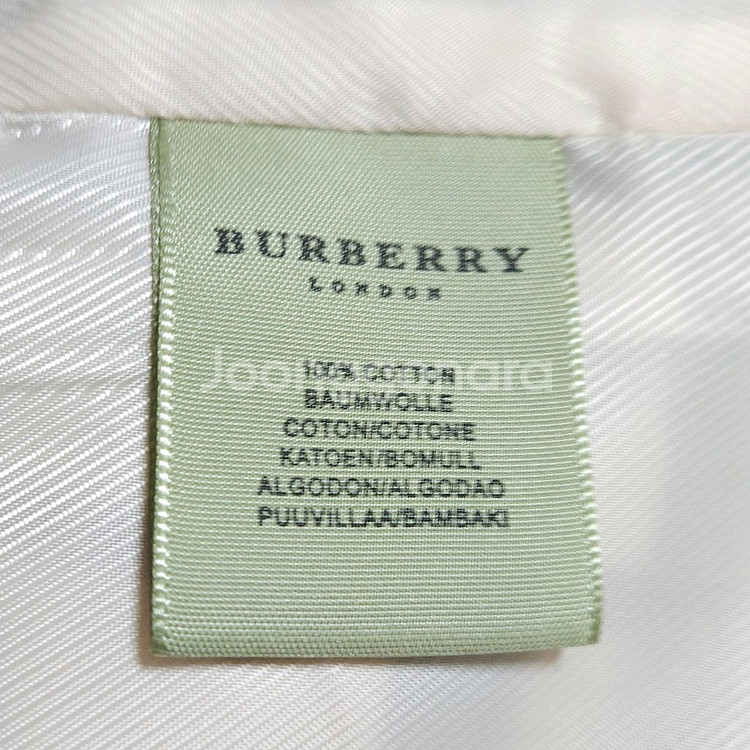 BURBERRY
LONDON
100% COTTON
BAUMWOLLE
COTON/COTONE
KATOEN/BOMULL
ALGODON/ALGODAO
PUUVILLAA/BAMBAKI